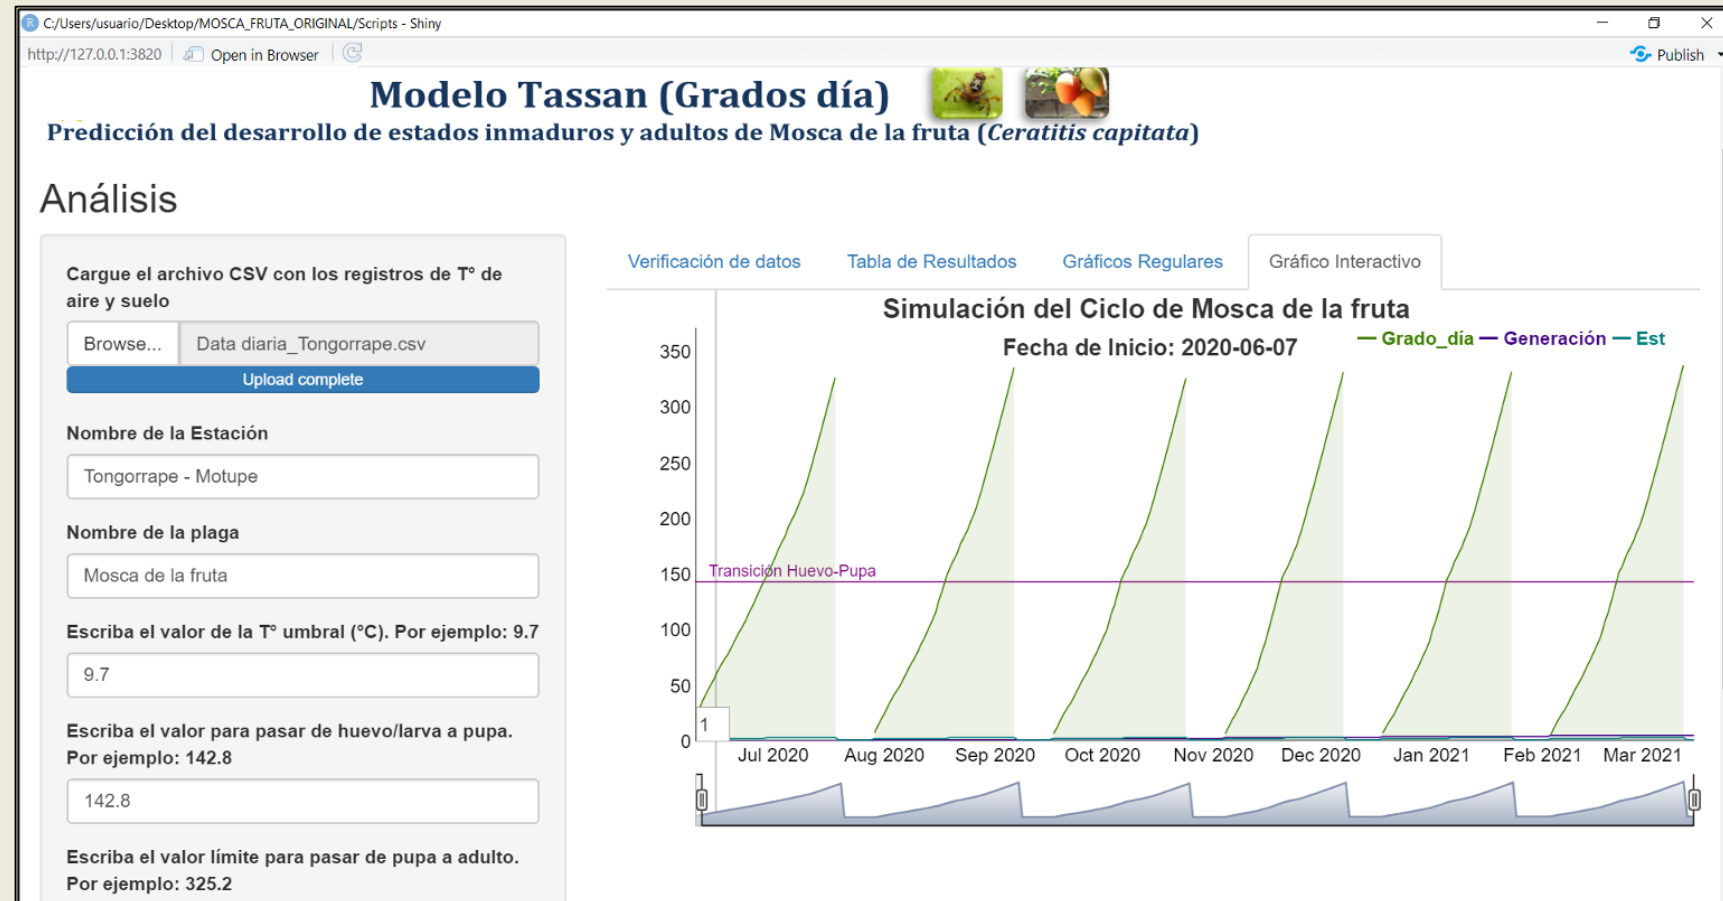 C:/Users/usuario/Desktop/MOSCA_FRUTA_ORIGINAL/Scripts - Shiny
http://127.0.0.1:3820 Open in Browser Publish
Modelo Tassan (Grados día)
Predicción del desarrollo de estados inmaduros y adultos de Mosca de la fruta (Ceratitis capitata)
Análisis
Cargue el archivo CSV con los registros de T° de
aire y suelo
Browse... Data diaria_Tongorrape.csv
Upload complete
Nombre de la Estación
Tongorrape - Motupe
Nombre de la plaga
Mosca de la fruta
Escriba el valor de la T° umbral (°C). Por ejemplo: 9.7
9.7
Escriba el valor para pasar de huevo/larva a pupa.
Por ejemplo: 142.8
142.8
Escriba el valor límite para pasar de pupa a adulto.
Por ejemplo: 325.2
Verificación de datos Tabla de Resultados Gráficos Regulares Gráfico Interactivo
Simulación del Ciclo de Mosca de la fruta
Fecha de Inicio: 2020-06-07
Grado_día Generación Est
350
300
250
200
150
Transición Huevo-Pupa
100
50
1
0
Jul 2020 Aug 2020 Sep 2020 Oct 2020 Nov 2020 Dec 2020 Jan 2021 Feb 2021 Mar 2021